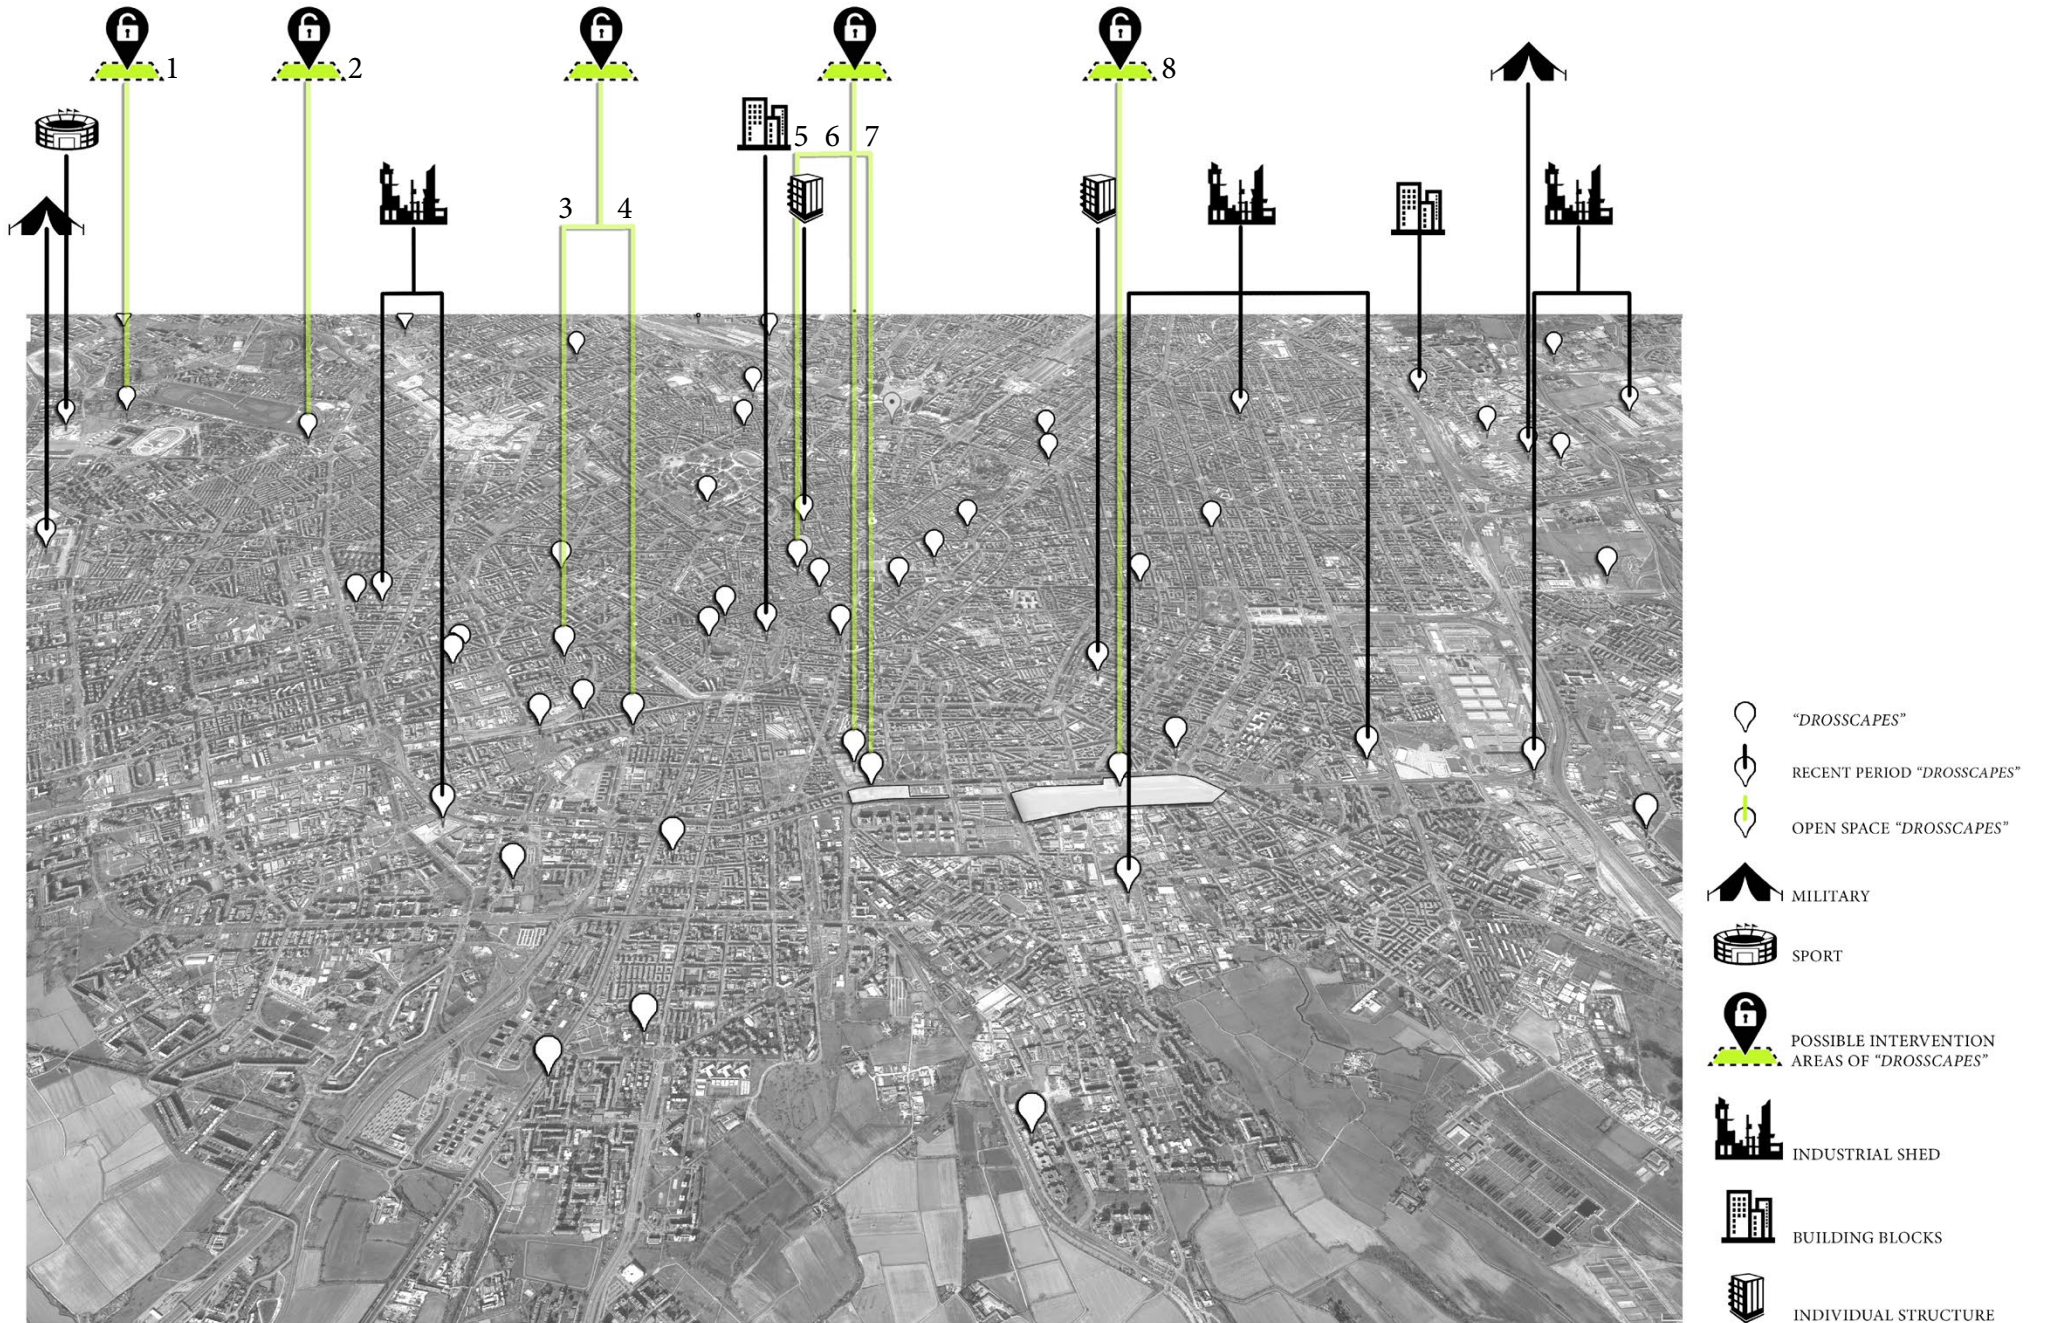 1
2
8
5 6 7
3 4
“DROSSCAPES”
RECENT PERIOD “DROSSCAPES”
OPEN SPACE “DROSSCAPES”
MILITARY
SPORT
POSSIBLE INTERVENTION
AREAS OF “DROSSCAPES”
INDUSTRIAL SHED
BUILDING BLOCKS
INDIVIDUAL STRUCTURE